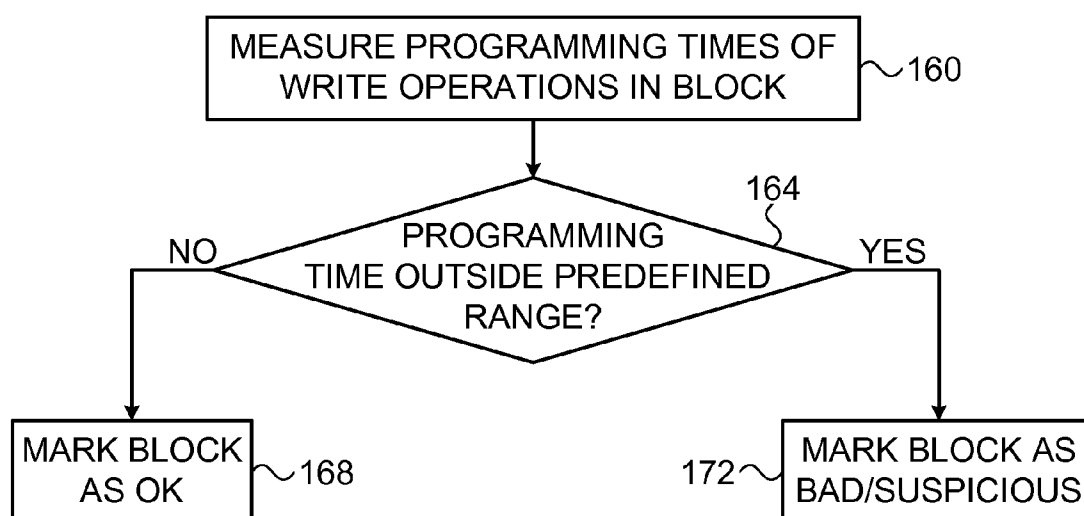 MEASURE PROGRAMMING TIMES OF
WRITE OPERATIONS IN BLOCK
160
164
PROGRAMMING
TIME OUTSIDE PREDEFINED
RANGE?
NO
YES
MARK BLOCK
AS OK
168
172
MARK BLOCK AS
BAD/SUSPICIOUS